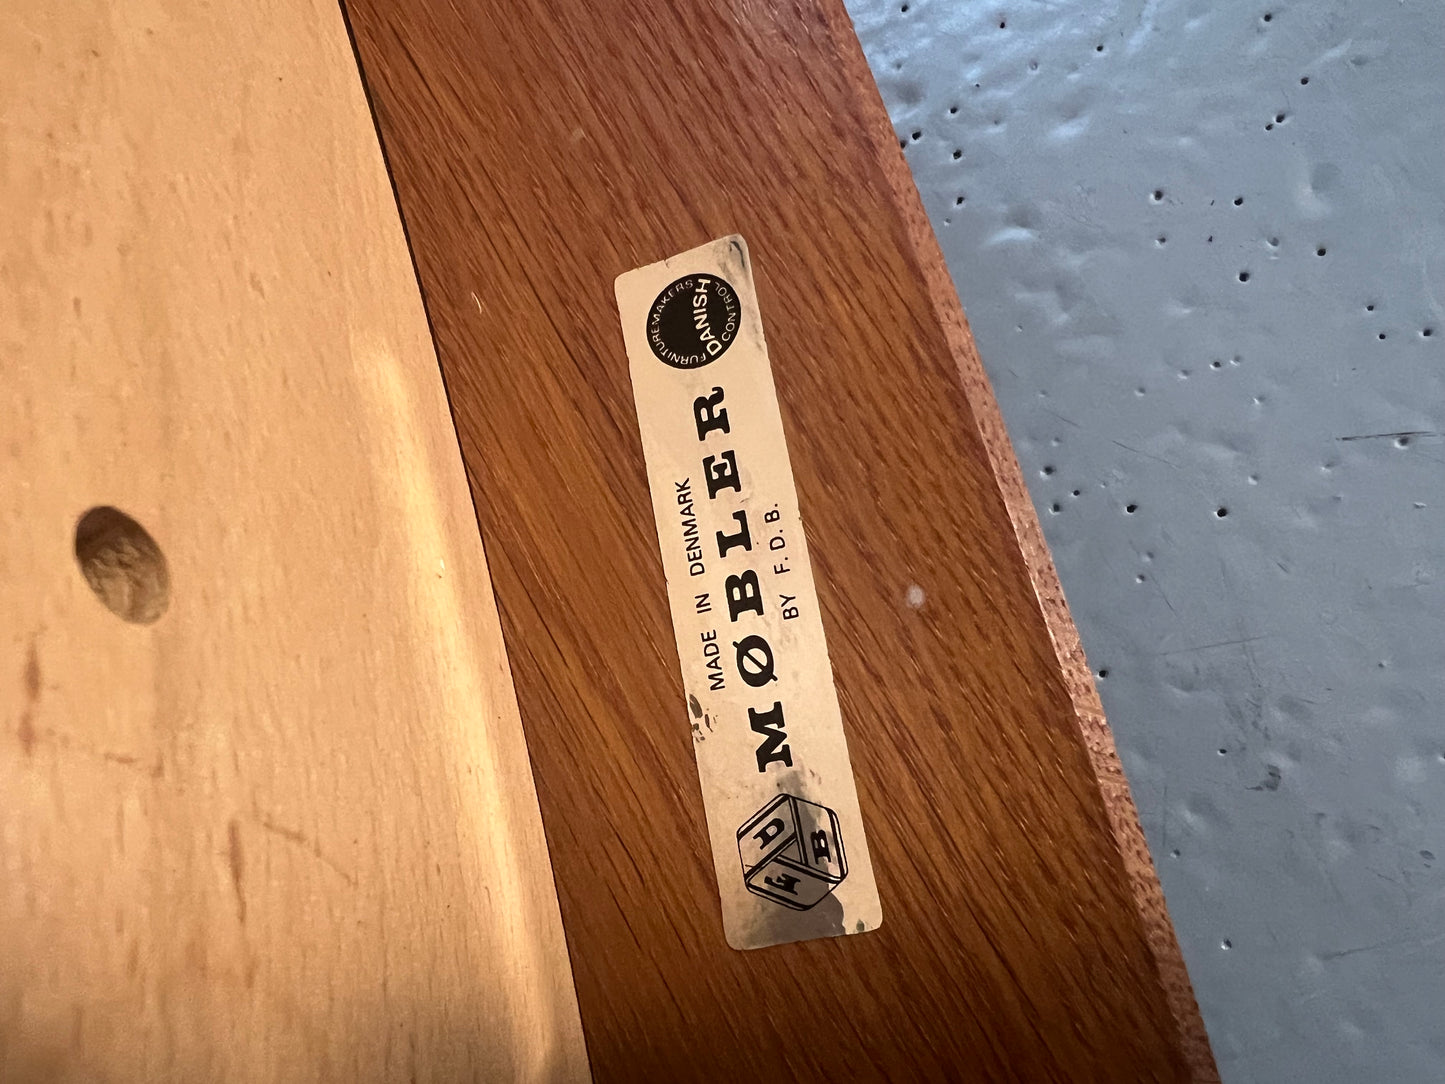 MADE IN DENMARK
MØBLER
BY F. D. B.
F D B
DANISH
FURNITUREMAKERS
CONTROL